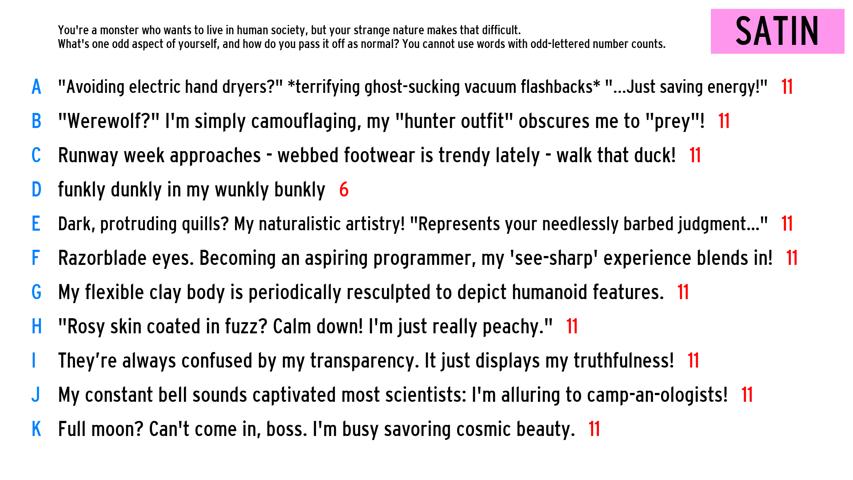 You're a monster who wants to live in human society, but your strange nature makes that difficult.
What's one odd aspect of yourself, and how do you pass it off as normal? You cannot use words with odd-lettered number counts.
SATIN
A "Avoiding electric hand dryers?" *terrifying ghost-sucking vacuum flashbacks* "...Just saving energy!" 11
B "Werewolf?" I'm simply camouflaging, my "hunter outfit" obscures me to "prey"! 11
C Runway week approaches - webbed footwear is trendy lately - walk that duck! 11
D funkly dunkly in my wunkly bunkly 6
E Dark, protruding quills? My naturalistic artistry! "Represents your needlessly barbed judgment..." 11
F Razorblade eyes. Becoming an aspiring programmer, my 'see-sharp' experience blends in! 11
G My flexible clay body is periodically resculpted to depict humanoid features. 11
H "Rosy skin coated in fuzz? Calm down! I'm just really peachy." 11
I They’re always confused by my transparency. It just displays my truthfulness! 11
J My constant bell sounds captivated most scientists: I'm alluring to camp-an-ologists! 11
K Full moon? Can't come in, boss. I'm busy savoring cosmic beauty. 11